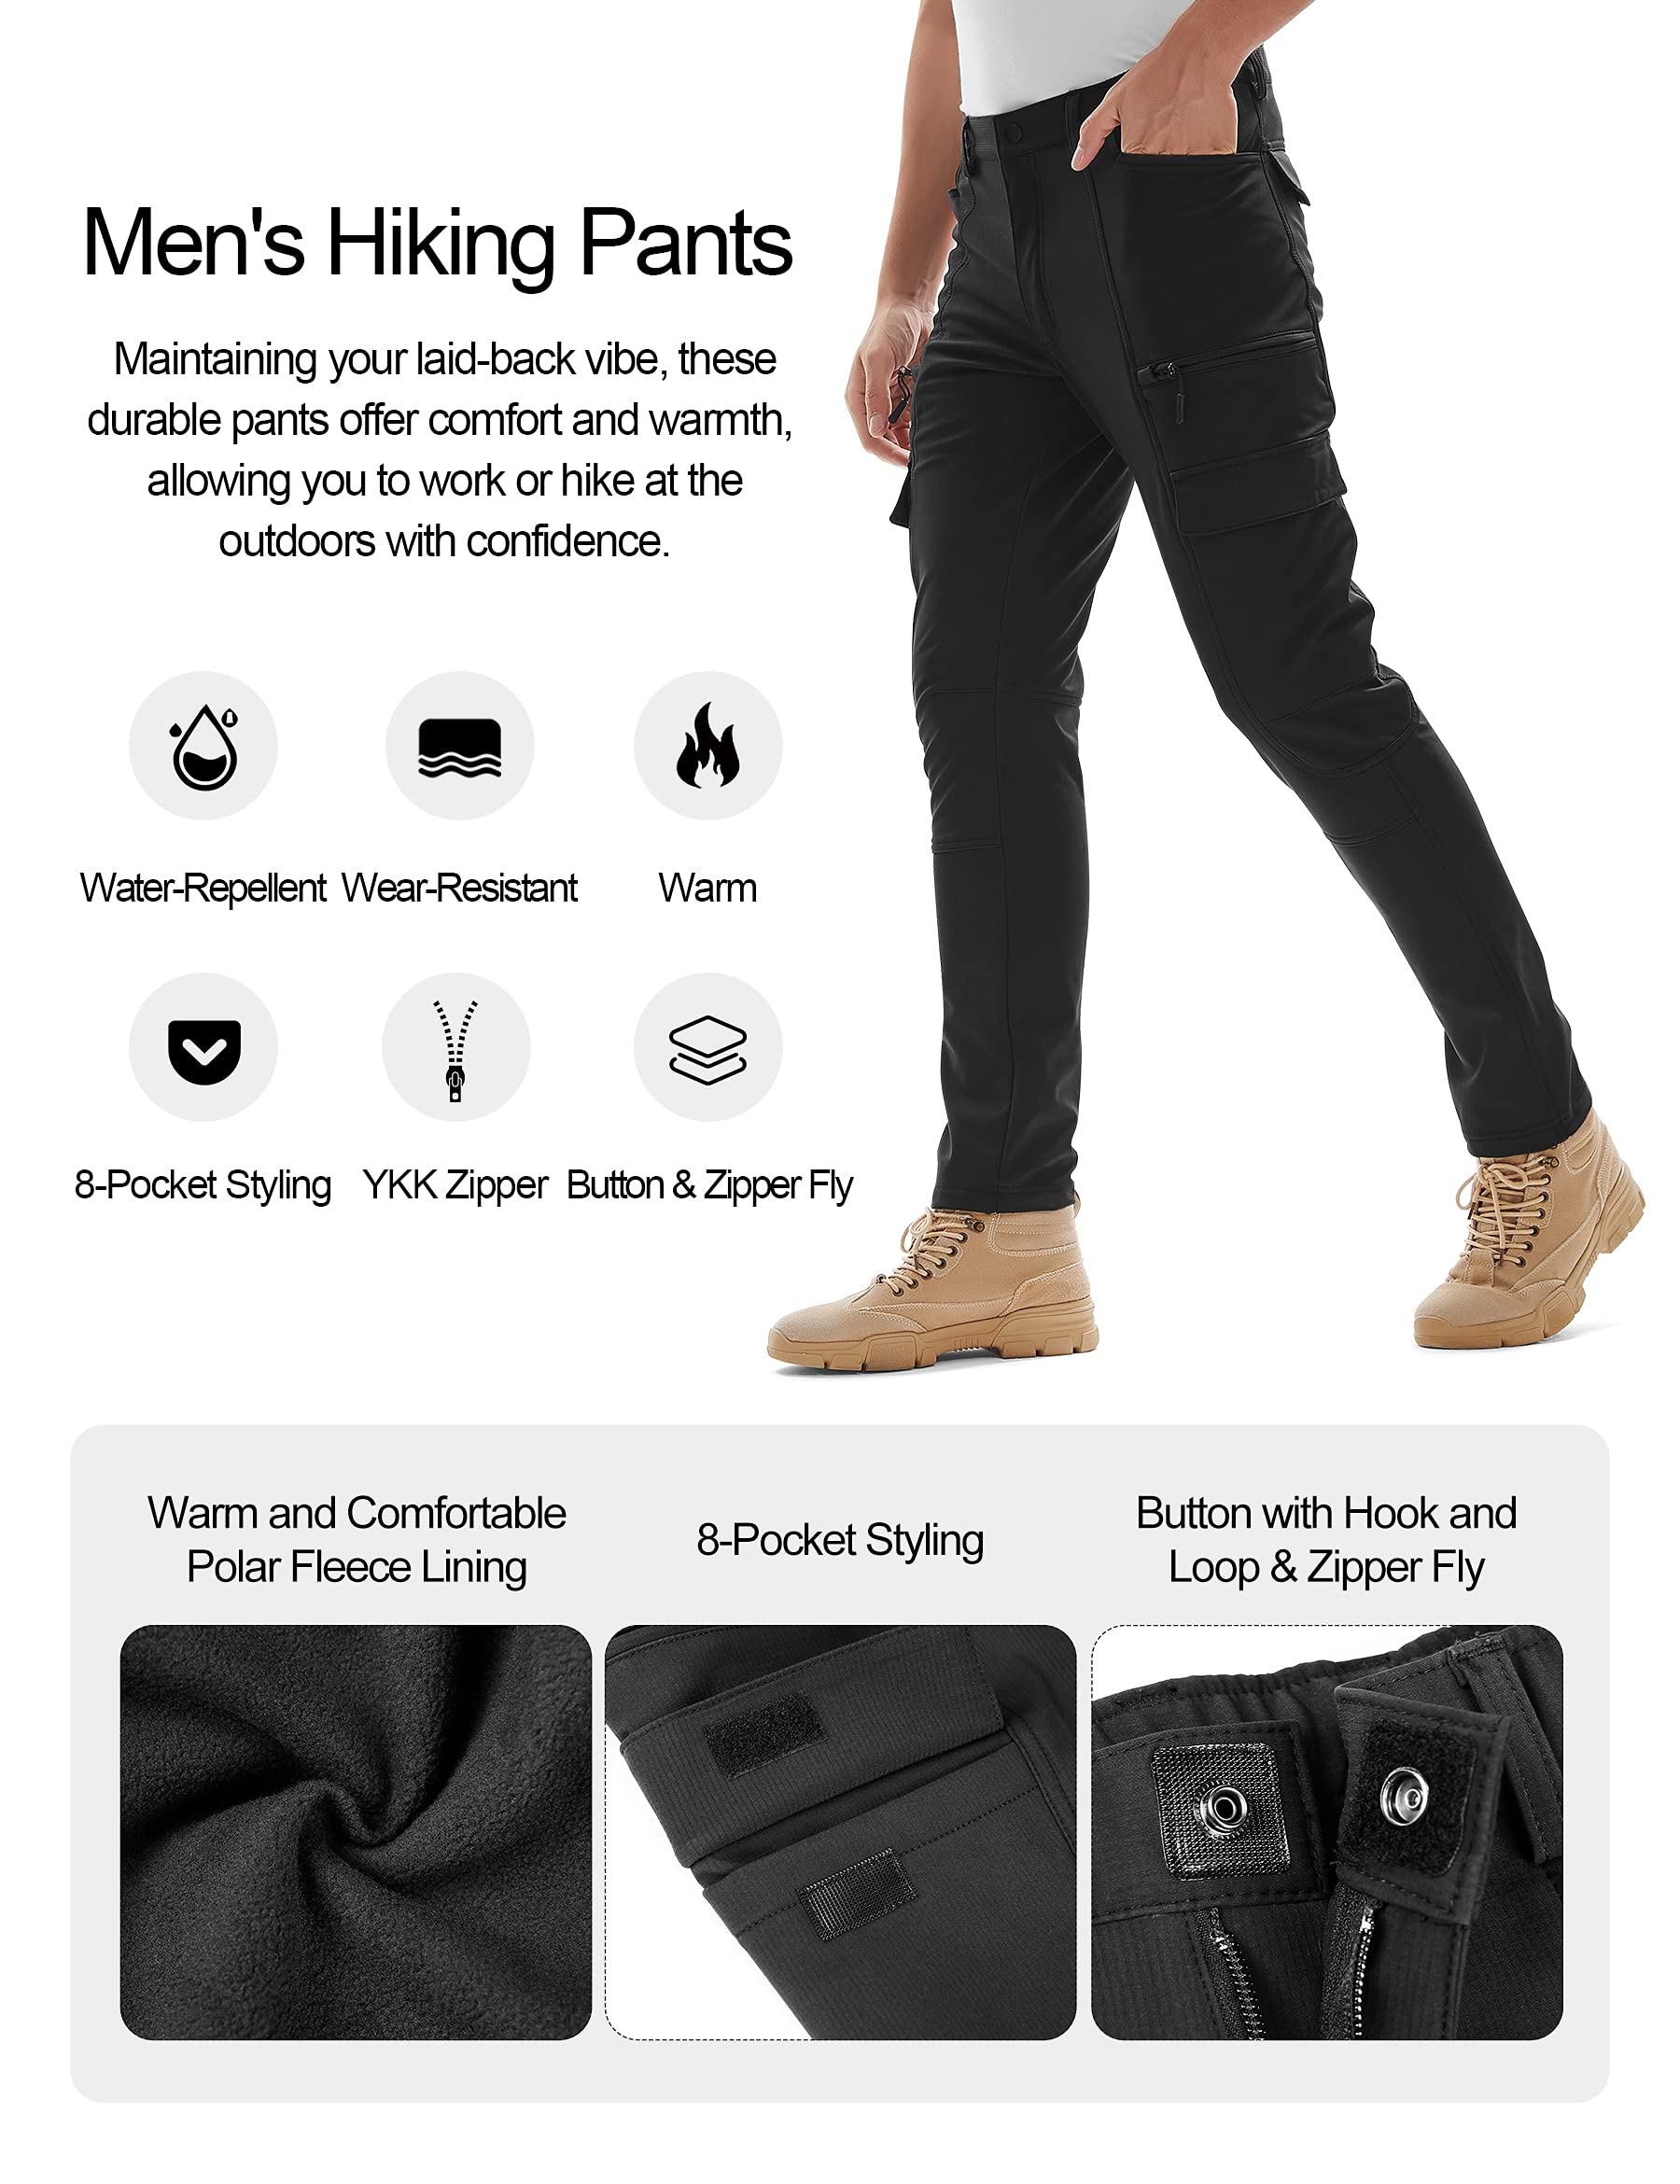 Men's Hiking Pants
Maintaining your laid-back vibe, these
durable pants offer comfort and warmth,
allowing you to work or hike at the
outdoors with confidence.
Water-Repellent
Wear-Resistant
Warm
8-Pocket Styling
YKK Zipper
Button & Zipper Fly
Warm and Comfortable
Polar Fleece Lining
8-Pocket Styling
Button with Hook and
Loop & Zipper Fly